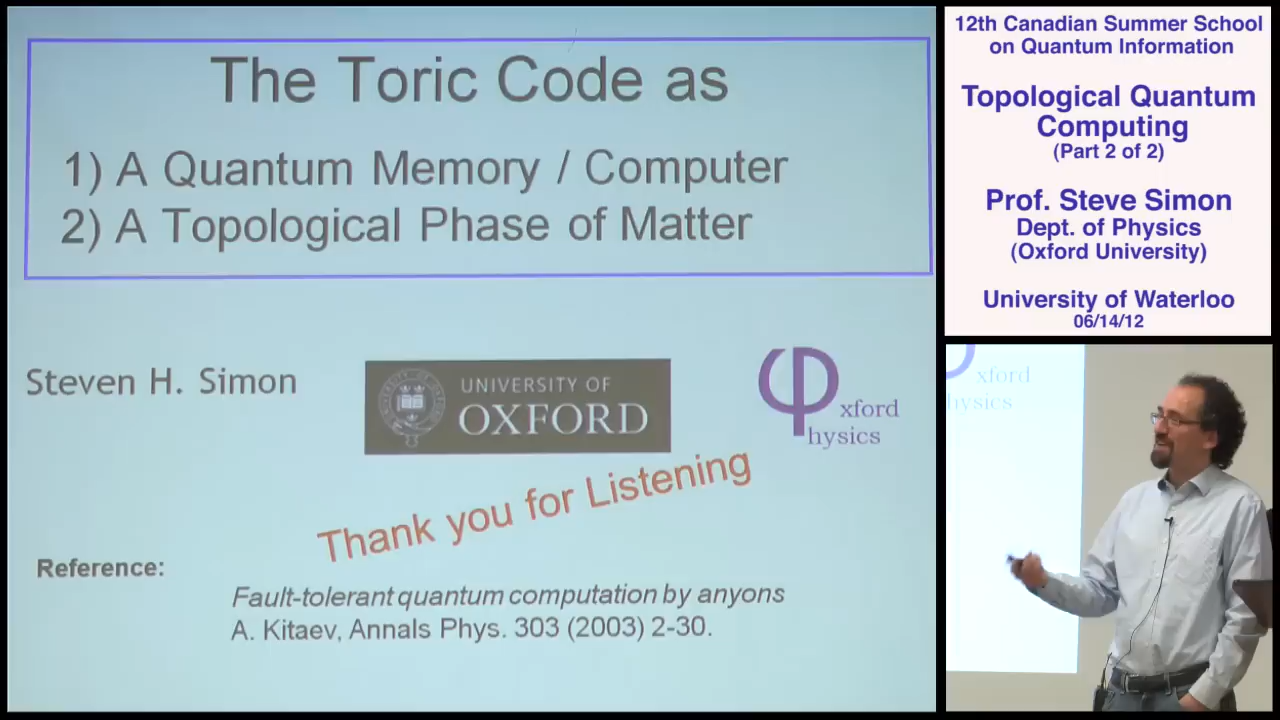 The Toric Code as
1) A Quantum Memory / Computer
2) A Topological Phase of Matter
Steven H. Simon
UNIVERSITY OF
OXFORD
φ
xford
hysics
Thank you for Listening
Reference:
Fault-tolerant quantum computation by anyons
A. Kitaev, Annals Phys. 303 (2003) 2-30.
12th Canadian Summer School
on Quantum Information
Topological Quantum
Computing
(Part 2 of 2)
Prof. Steve Simon
Dept. of Physics
(Oxford University)
University of Waterloo
06/14/12
xford
hysics